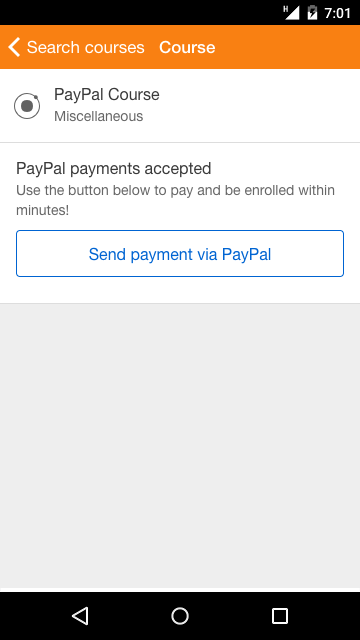 H
7:01
Search courses
Course
PayPal Course
Miscellaneous
PayPal payments accepted
Use the button below to pay and be enrolled within
minutes!
Send payment via PayPal